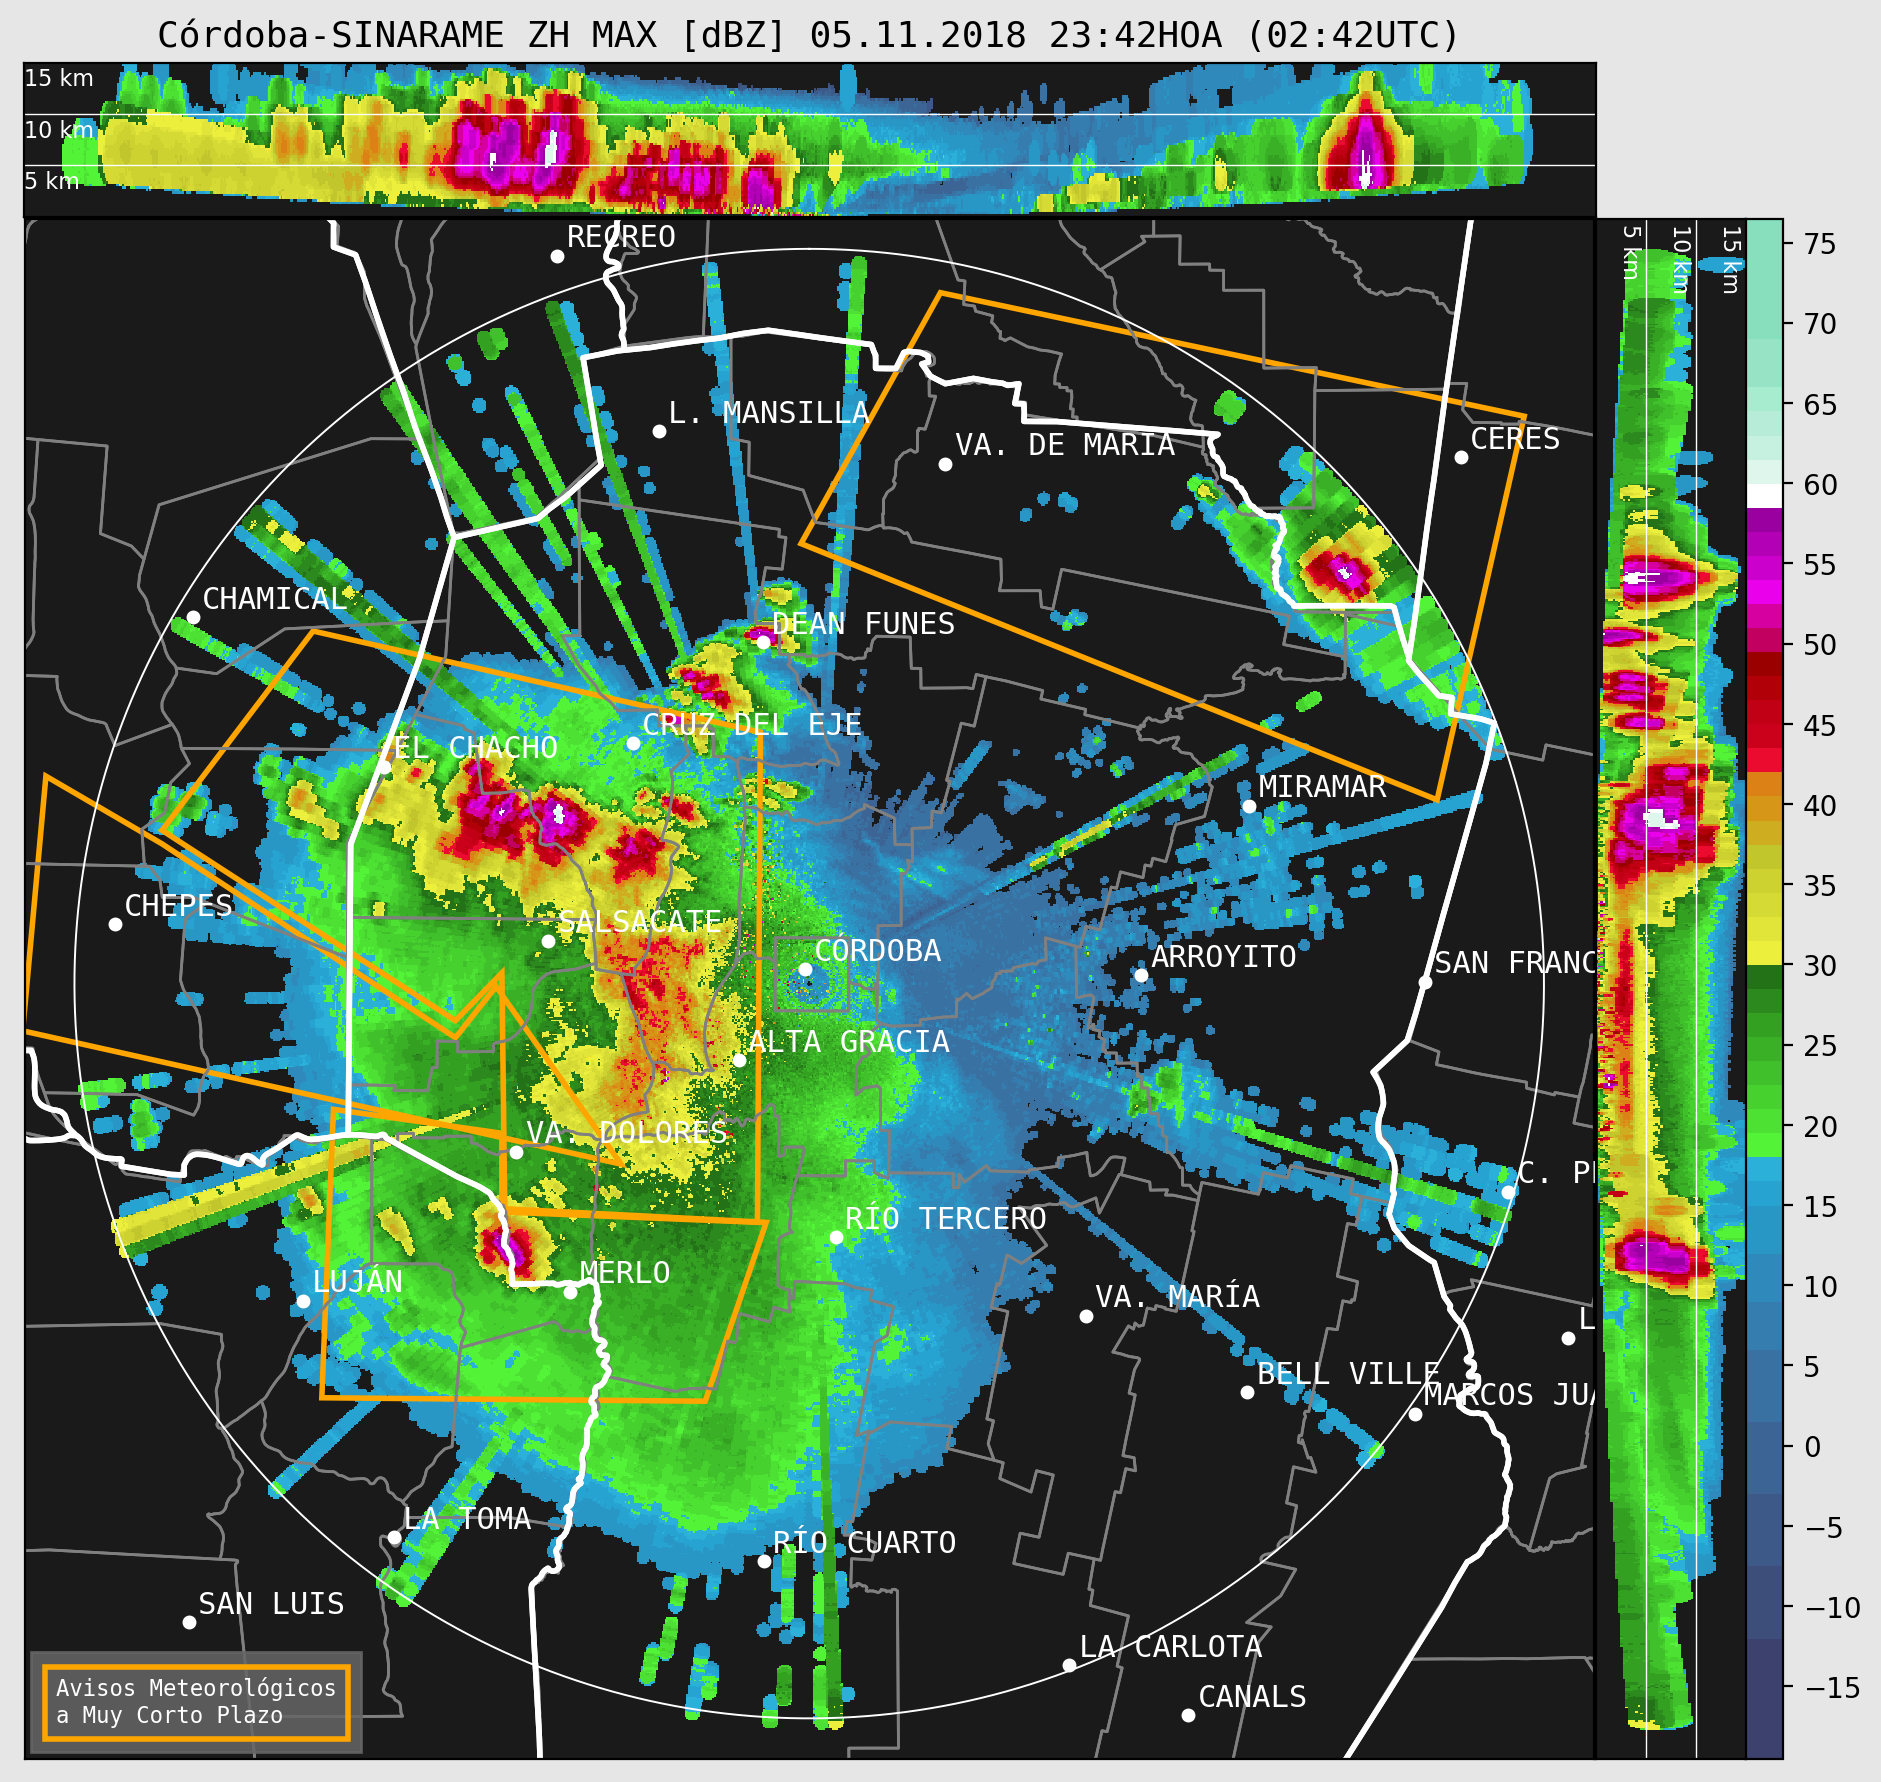 Córdoba-SINARAME ZH MAX [dBZ] 05.11.2018 23:42HOA (02:42UTC)
15 km
10 km
5 km
5 km
10 km
15 km
RECREO
L. MANSILLA
VA. DE MARIA
CERES
CHAMICAL
DEAN FUNES
CRUZ DEL EJE
EL CHACHO
MIRAMAR
CHEPES
SALSACATE
CÓRDOBA
ARROYITO
SAN FRANC
ALTA GRACIA
VA. DOLORES
C. PE
RÍO TERCERO
LUJÁN
MERLO
VA. MARÍA
L
BELL VILLE
MARCOS JUA
LA TOMA
RÍO CUARTO
SAN LUIS
LA CARLOTA
CANALS
Avisos Meteorológicos
a Muy Corto Plazo
75
70
65
60
55
50
45
40
35
30
25
20
15
10
5
0
−5
−10
−15